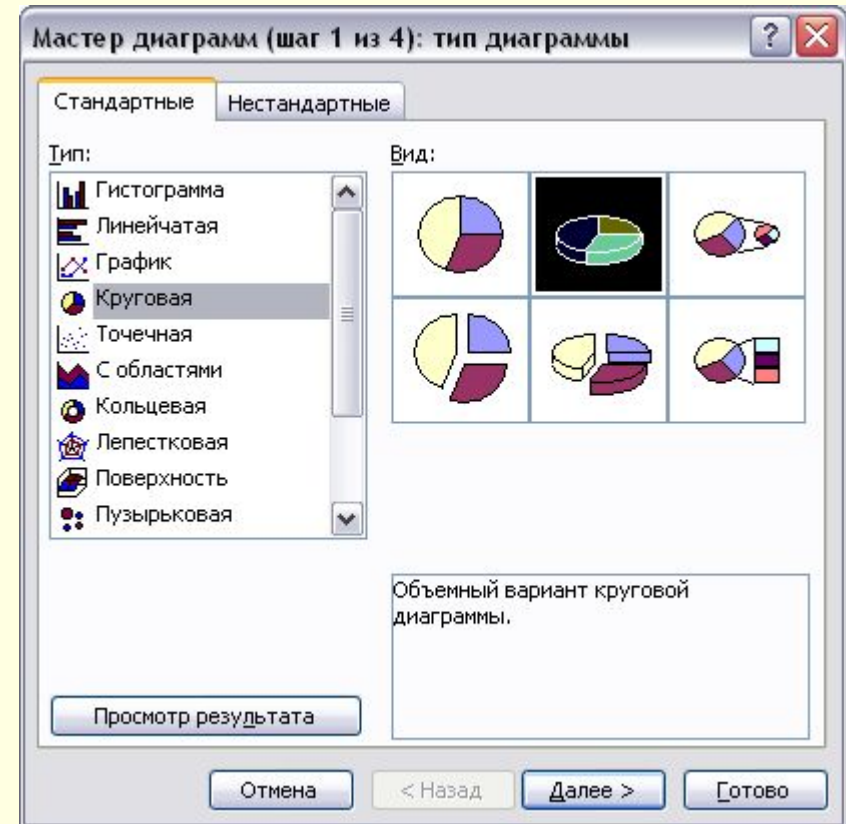 Мастер диаграмм (шаг 1 из 4): тип диаграммы
Стандартные
Нестандартные
Тип:
Гистограмма
Линейчатая
График
Круговая
Точечная
С областями
Кольцевая
Лепестковая
Поверхность
Пузырьковая
Вид:
Объемный вариант круговой
диаграммы.
Просмотр результата
Отмена
< Назад
Далее >
Готово